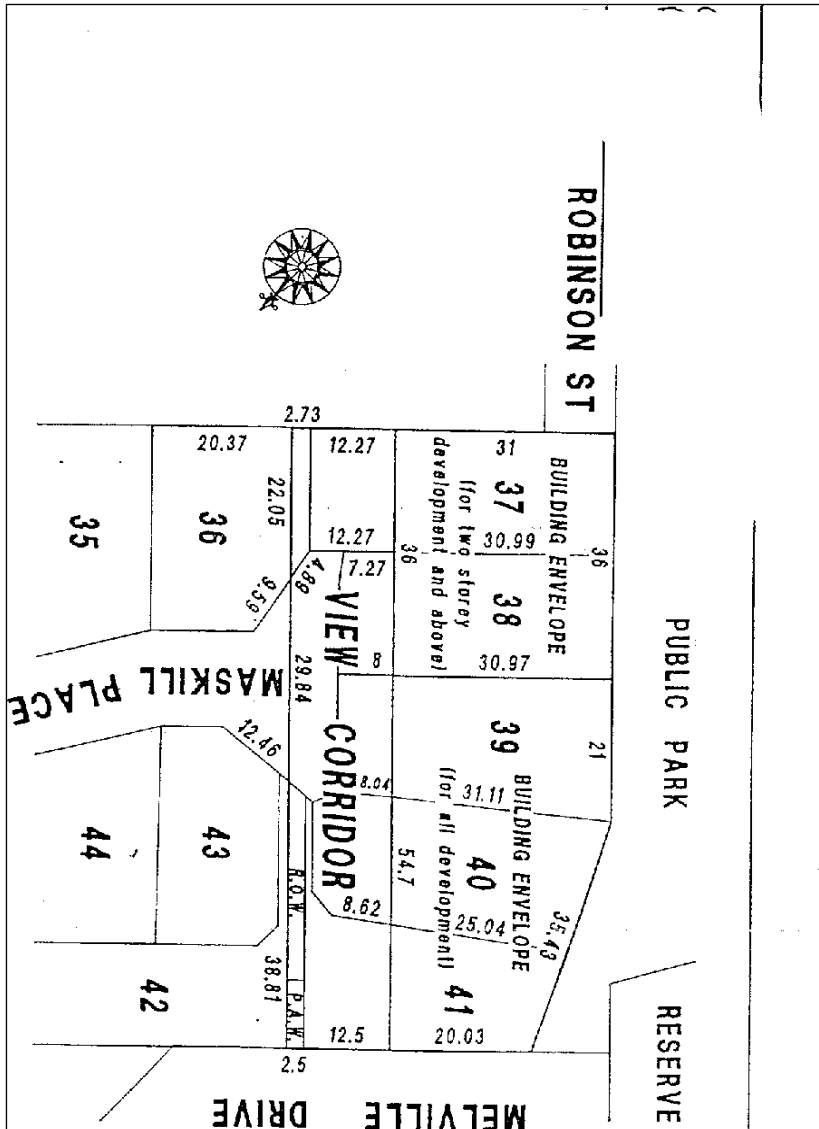 ROBINSON ST
PUBLIC PARK
RESERVE
2.73
20.37
12.27
31
BUILDING ENVELOPE
37
(for two storey
development and above)
22.05
36
35
12.27
30.99
36
36
4.89
7.27
9.59
VIEW CORRIDOR
38
8
30.97
29.84
MASKILL PLACE
39
21
12.46
8.04
31.11
BUILDING ENVELOPE
(for all development)
40
54.7
44
43
R.O.W.
8.62
25.04
35.43
38.81
P.A.W.
42
41
12.5
20.03
2.5
MELVILLE DRIVE